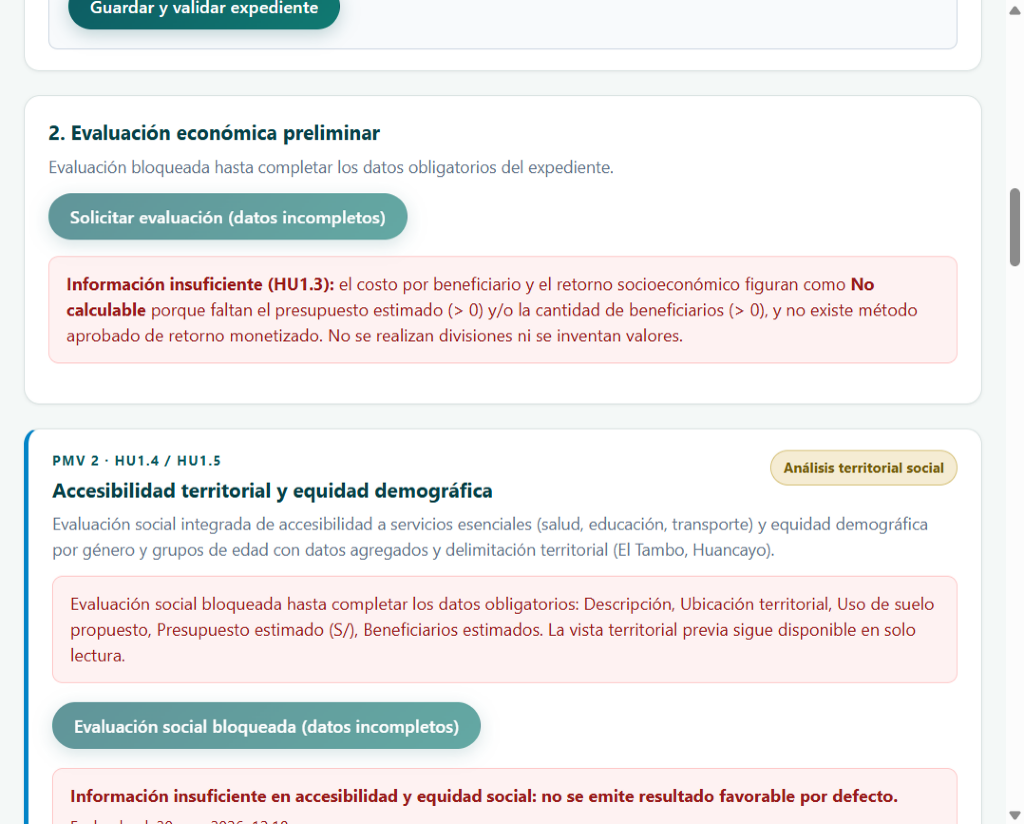 Guardar y validar expediente
2. Evaluación económica preliminar
Evaluación bloqueada hasta completar los datos obligatorios del expediente.
Solicitar evaluación (datos incompletos)
Información insuficiente (HU1.3): el costo por beneficiario y el retorno socioeconómico figuran como No
calculable porque faltan el presupuesto estimado (> 0) y/o la cantidad de beneficiarios (> 0), y no existe método
aprobado de retorno monetizado. No se realizan divisiones ni se inventan valores.
PMV 2 · HU1.4 / HU1.5
Análisis territorial social
Accesibilidad territorial y equidad demográfica
Evaluación social integrada de accesibilidad a servicios esenciales (salud, educación, transporte) y equidad demográfica
por género y grupos de edad con datos agregados y delimitación territorial (El Tambo, Huancayo).
Evaluación social bloqueada hasta completar los datos obligatorios: Descripción, Ubicación territorial, Uso de suelo
propuesto, Presupuesto estimado (S/), Beneficiarios estimados. La vista territorial previa sigue disponible en solo
lectura.
Evaluación social bloqueada (datos incompletos)
Información insuficiente en accesibilidad y equidad social: no se emite resultado favorable por defecto.